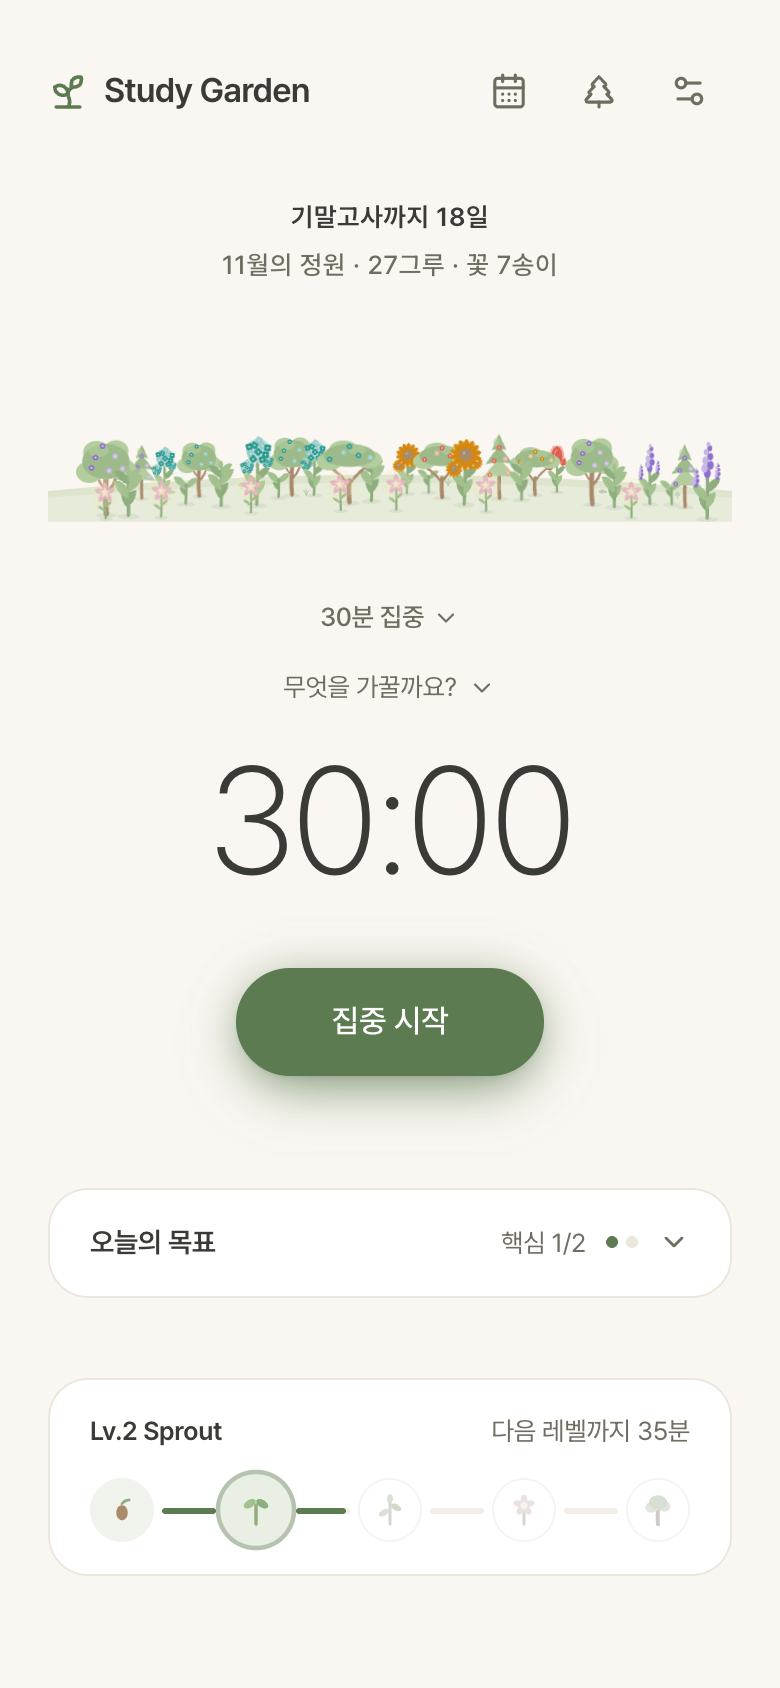 Study Garden
기말고사까지 18일
11월의 정원 · 27그루 · 꽃 7송이
30분 집중
무엇을 가꿀까요?
30:00
집중 시작
오늘의 목표 핵심 1/2
Lv.2 Sprout 다음 레벨까지 35분